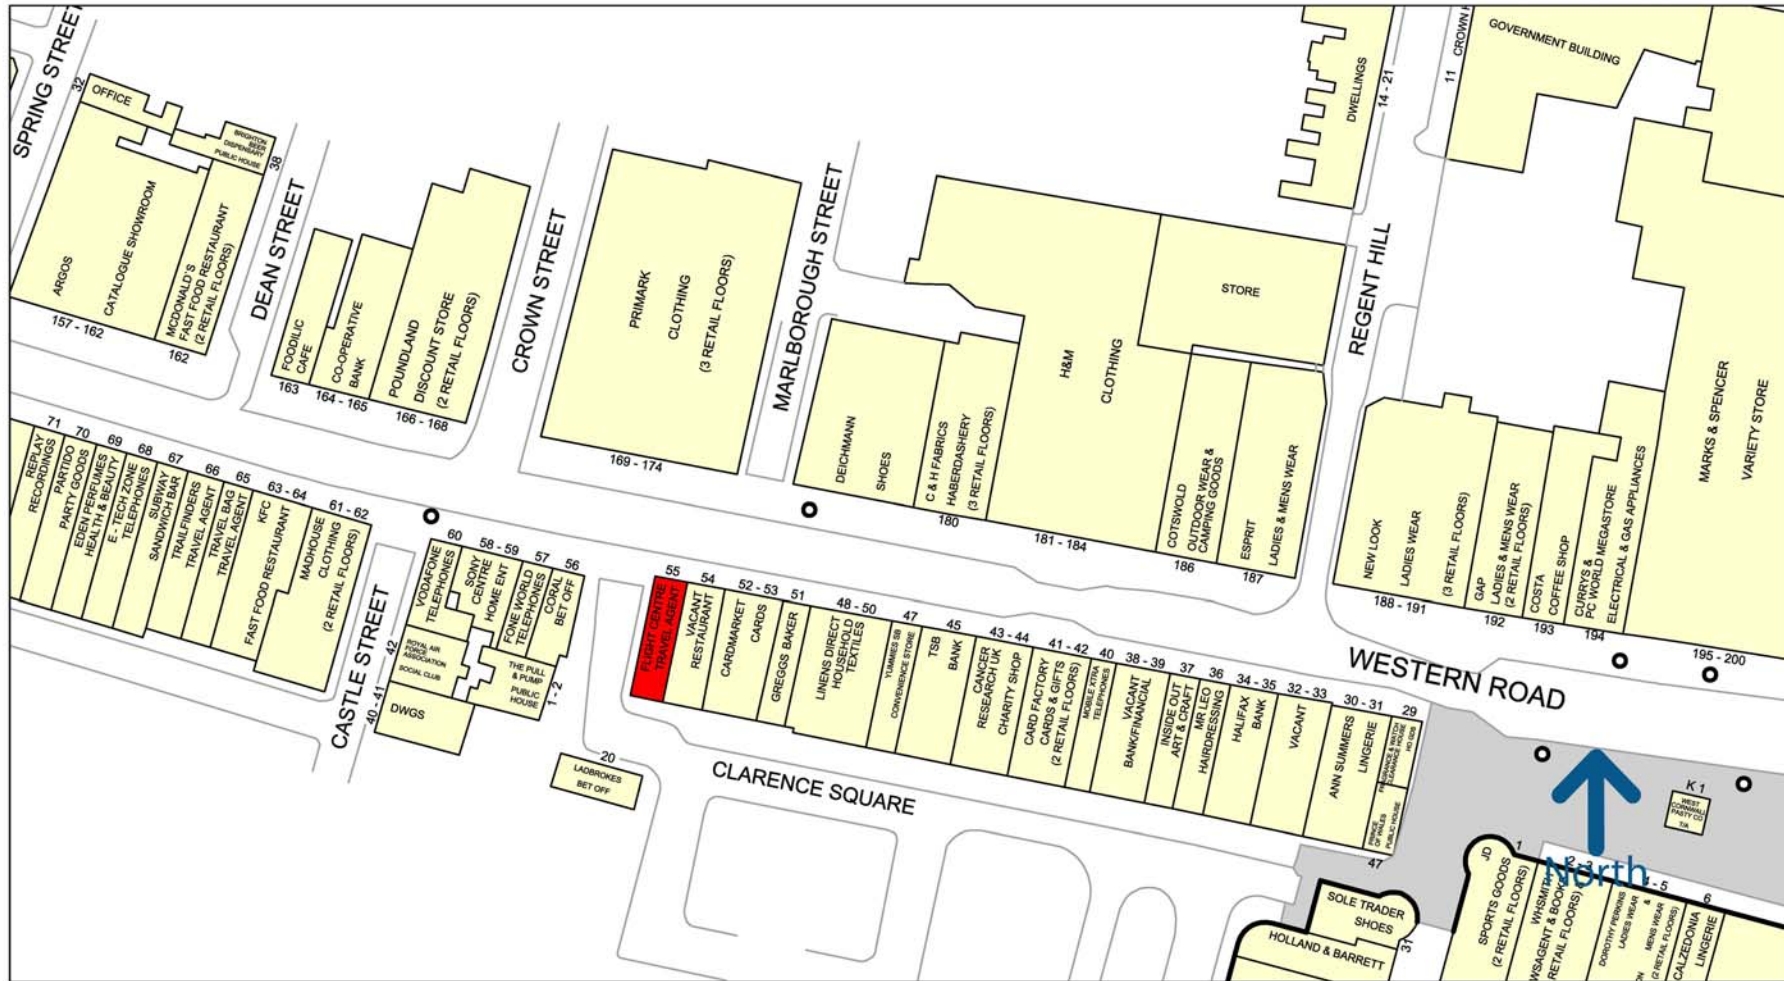 SPRING STREET
32
OFFICE
BRIGHTON
BEER
DISPENSARY
PUBLIC HOUSE
38
ARGOS
CATALOGUE SHOWROOM
157 - 162
MCDONALD'S
FAST FOOD RESTAURANT
(2 RETAIL FLOORS)
162
DEAN STREET
FOODILIC
CAFE
163
CO-OPERATIVE
BANK
164 - 165
POUNDLAND
DISCOUNT STORE
(2 RETAIL FLOORS)
166 - 168
CROWN STREET
PRIMARK
CLOTHING
(3 RETAIL FLOORS)
169 - 174
MARLBOROUGH STREET
DEICHMANN
SHOES
C & H FABRICS
HABERDASHERY
(3 RETAIL FLOORS)
180
H&M
CLOTHING
181 - 184
STORE
COTSWOLD
OUTDOOR WEAR &
CAMPING GOODS
186
ESPRIT
LADIES & MENS WEAR
187
DWELLINGS
14 - 21
REGENT HILL
11
GOVERNMENT BUILDING
NEW LOOK
LADIES WEAR
(3 RETAIL FLOORS)
188 - 191
GAP
LADIES & MENS WEAR
(2 RETAIL FLOORS)
192
COSTA
COFFEE SHOP
193
CURRYS &
PC WORLD MEGASTORE
ELECTRICAL & GAS APPLIANCES
194
MARKS & SPENCER
VARIETY STORE
195 - 200
WESTERN ROAD
71
REPLAY
RECORDINGS
70
PARTIDO
PARTY GOODS
69
EDEN PERFUMES
HEALTH & BEAUTY
68
E - TECH ZONE
TELEPHONES
67
SUBWAY
SANDWICH BAR
66
TRAILFINDERS
TRAVEL AGENT
65
TRAVEL BAG
TRAVEL AGENT
63 - 64
KFC
FAST FOOD RESTAURANT
61 - 62
MADHOUSE
CLOTHING
(2 RETAIL FLOORS)
CASTLE STREET
60
VODAFONE
TELEPHONES
58 - 59
SONY
CENTRE
HOME ENT
57
FONE WORLD
TELEPHONES
56
CORAL
BET OFF
42
ROYAL AIR
FORCE
ASSOCIATION
SOCIAL CLUB
40 - 41
DWGS
THE PULL
& PUMP
PUBLIC
HOUSE
1 - 2
20
LADBROKES
BET OFF
55
FLIGHT CENTRE
TRAVEL AGENT
54
VACANT
RESTAURANT
52 - 53
CARDMARKET
CARDS
51
GREGGS BAKER
48 - 50
LINENS DIRECT
HOUSEHOLD
TEXTILES
47
YUMMIES SB
CONVENIENCE STORE
45
TSB
BANK
43 - 44
CANCER
RESEARCH UK
CHARITY SHOP
41 - 42
CARD FACTORY
CARDS & GIFTS
(2 RETAIL FLOORS)
40
MOBILE XTRA
TELEPHONES
38 - 39
VACANT
BANK/FINANCIAL
37
INSIDE OUT
ART & CRAFT
36
MR LEO
HAIRDRESSING
34 - 35
HALIFAX
BANK
32 - 33
VACANT
30 - 31
ANN SUMMERS
LINGERIE
29
FRAGRANCE & WATCH
CLEARANCE HOUSE
HO GDS
PRINCE
OF WALES
PUBLIC HOUSE
47
CLARENCE SQUARE
K 1
WEST
CORNWALL
PASTY CO
T/A
North
SOLE TRADER
SHOES
31
HOLLAND & BARRETT
1
JD
SPORTS GOODS
(2 RETAIL FLOORS)
2 - 3
WHSMITH
DOROTHY PERKINS
LADIES WEAR
&
MENS WEAR
6
CALZEDONIA
LINGERIE